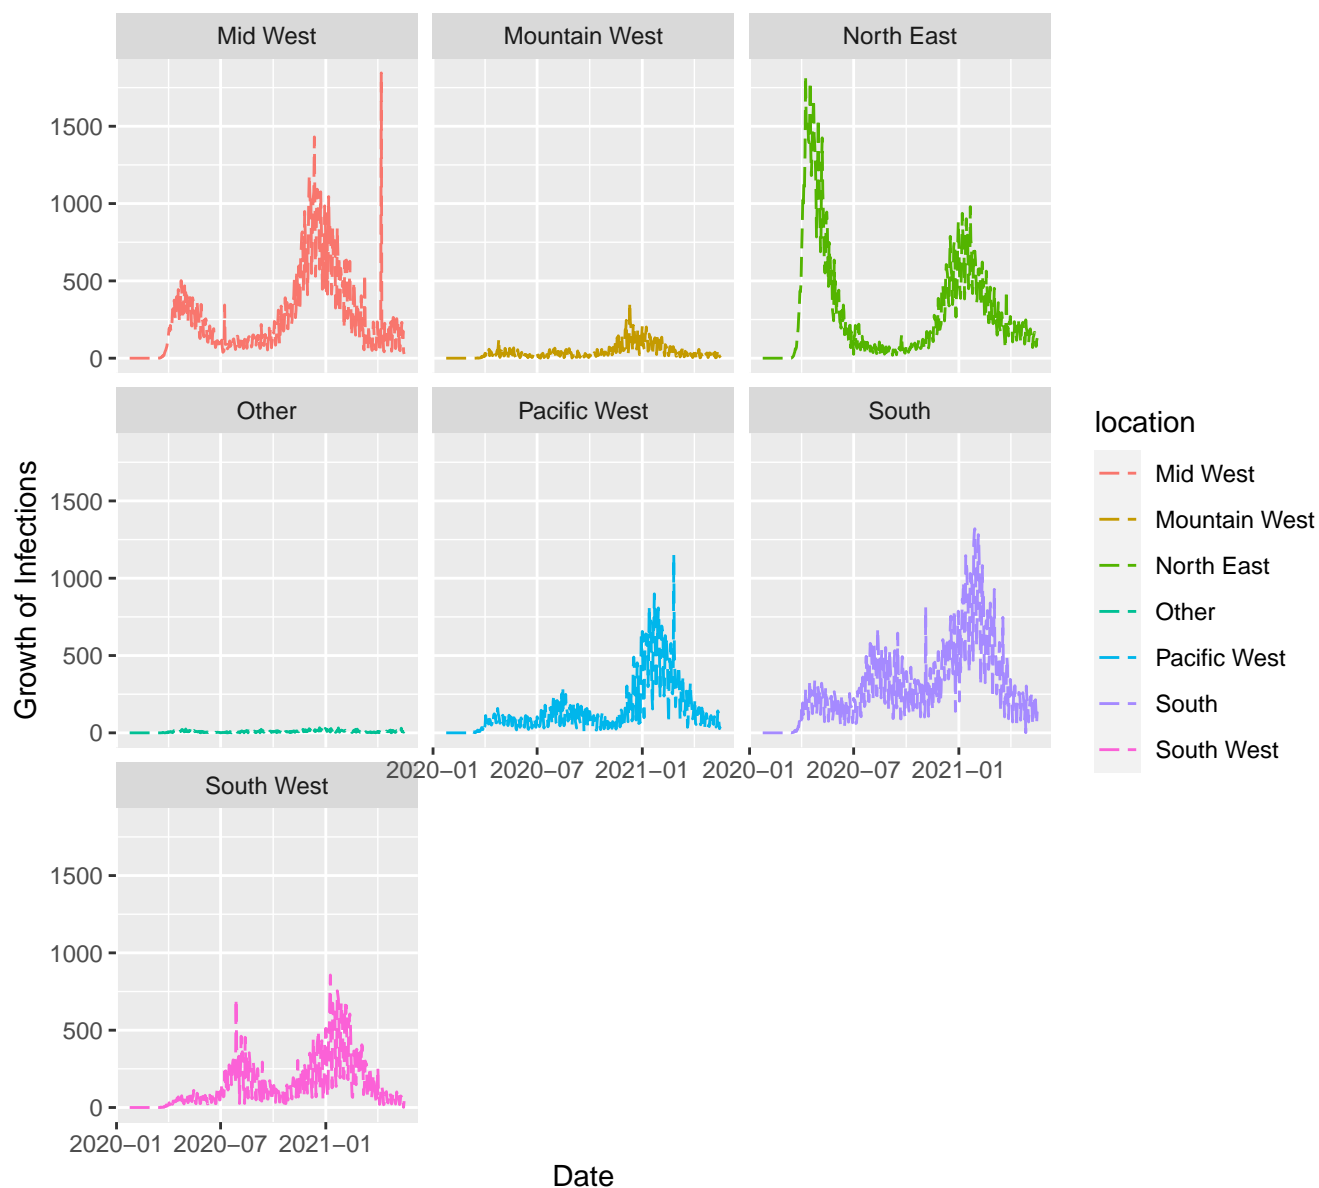 Mid West
Mountain West
North East
1500
1000
500
0
Other
Pacific West
South
1500
1000
500
0
2020–01 2020–07 2021–01
2020–01 2020–07 2021–01
South West
1500
1000
500
0
2020–01 2020–07 2021–01
Growth of Infections
Date
location
Mid West
Mountain West
North East
Other
Pacific West
South
South West